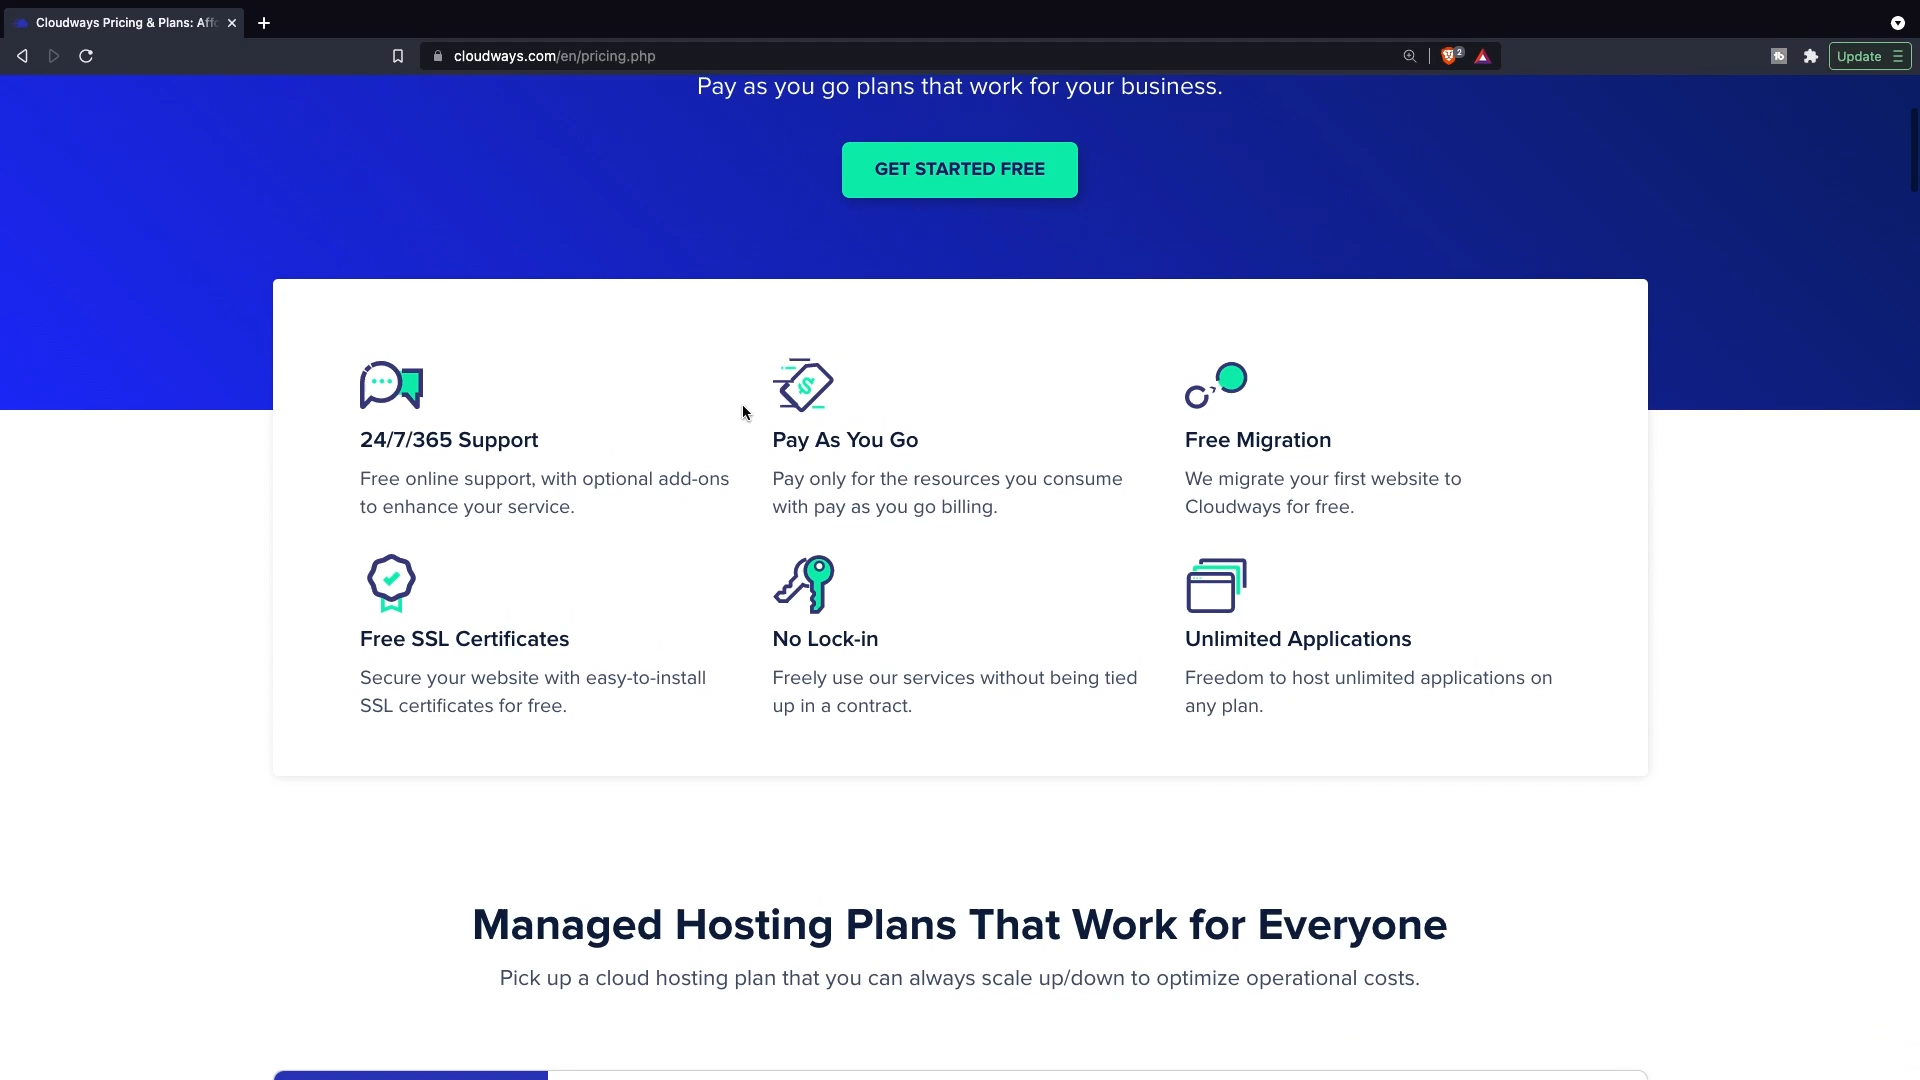 Cloudways Pricing & Plans: Affo
cloudways.com/en/pricing.php
2
Update
Pay as you go plans that work for your business.
GET STARTED FREE
24/7/365 Support
Free online support, with optional add-ons
to enhance your service.
Pay As You Go
Pay only for the resources you consume
with pay as you go billing.
Free Migration
We migrate your first website to
Cloudways for free.
Free SSL Certificates
Secure your website with easy-to-install
SSL certificates for free.
No Lock-in
Freely use our services without being tied
up in a contract.
Unlimited Applications
Freedom to host unlimited applications on
any plan.
Managed Hosting Plans That Work for Everyone
Pick up a cloud hosting plan that you can always scale up/down to optimize operational costs.